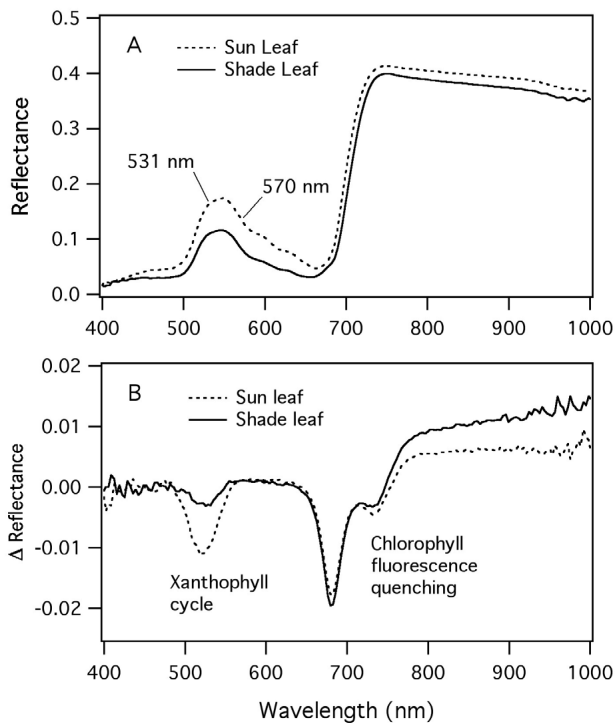 A
Sun Leaf
Shade Leaf
531 nm
570 nm
Reflectance
0.5
0.4
0.3
0.2
0.1
0.0
400 500 600 700 800 900 1000
B
Sun leaf
Shade leaf
Xanthophyll
cycle
Chlorophyll
fluorescence
quenching
Δ Reflectance
0.02
0.01
0.00
-0.01
-0.02
400 500 600 700 800 900 1000
Wavelength (nm)